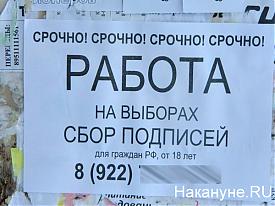 СРОЧНО! СРОЧНО! СРОЧНО! СРОЧНО!
РАБОТА
НА ВЫБОРАХ
СБОР ПОДПИСЕЙ
для граждан РФ, от 18 лет
8 (922)
Накануне.RU